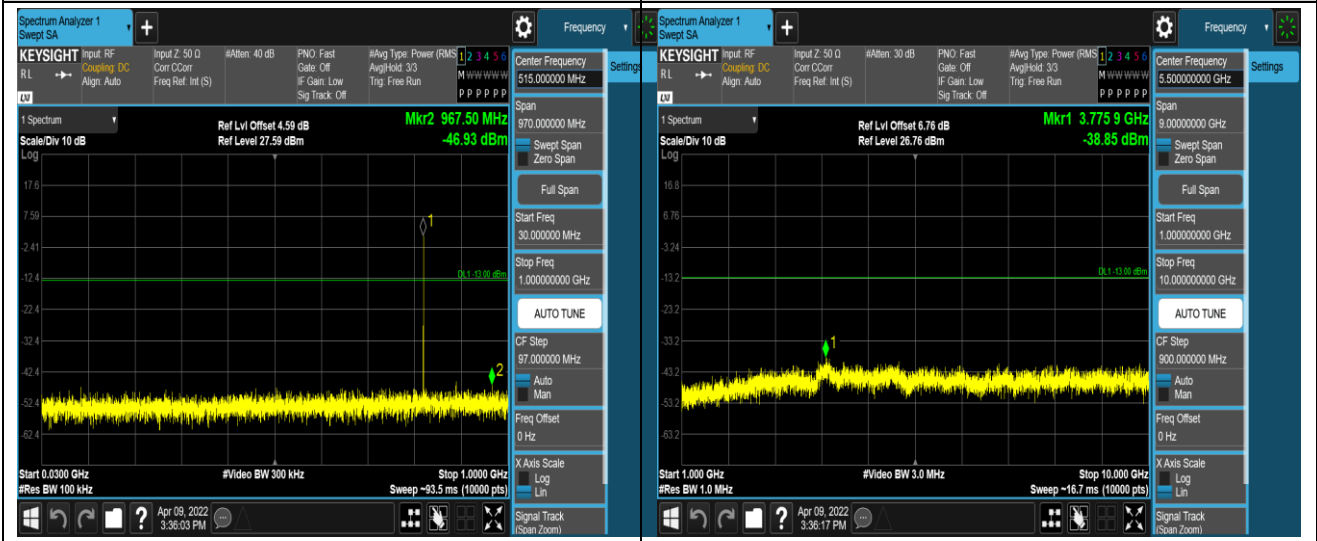 Spectrum Analyzer 1
Swept SA
Frequency
KEYSIGHT
Input: RF
Coupling: DC
Align: Auto
Input Z: 50 Ω
Corr CCorr
Freq Ref: Int (S)
#Atten: 40 dB
PNO: Fast
Gate: Off
IF Gain: Low
Sig Track: Off
#Avg Type: Power (RMS
Avg|Hold: 3/3
Trig: Free Run
1 2 3 4 5 6
M W W W W W
P P P P P P
RL
LXI
Center Frequency
515.000000 MHz
Settings
1 Spectrum
Scale/Div 10 dB
Log
Ref Lvl Offset 4.59 dB
Ref Level 27.59 dBm
Mkr2 967.50 MHz
-46.93 dBm
Span
970.000000 MHz
Swept Span
Zero Span
Full Span
Start Freq
30.000000 MHz
Stop Freq
1.000000000 GHz
AUTO TUNE
CF Step
97.000000 MHz
Auto
Man
Freq Offset
0 Hz
X Axis Scale
Log
Lin
Signal Track
(Span Zoom)
17.6
7.59
-2.41
-12.4
-22.4
-32.4
-42.4
-52.4
-62.4
1
DL1 -13.00 dBm
2
Start 0.0300 GHz
#Res BW 100 kHz
#Video BW 300 kHz
Stop 1.0000 GHz
Sweep ~93.5 ms (10000 pts)
?
Apr 09, 2022
3:36:03 PM
Spectrum Analyzer 1
Swept SA
Frequency
KEYSIGHT
Input: RF
Coupling: DC
Align: Auto
Input Z: 50 Ω
Corr CCorr
Freq Ref: Int (S)
#Atten: 30 dB
PNO: Fast
Gate: Off
IF Gain: Low
Sig Track: Off
#Avg Type: Power (RMS
Avg|Hold: 3/3
Trig: Free Run
1 2 3 4 5 6
M W W W W W
P P P P P P
RL
LXI
Center Frequency
5.500000000 GHz
Settings
1 Spectrum
Scale/Div 10 dB
Log
Ref Lvl Offset 6.76 dB
Ref Level 26.76 dBm
Mkr1 3.775 9 GHz
-38.85 dBm
Span
9.00000000 GHz
Swept Span
Zero Span
Full Span
Start Freq
1.000000000 GHz
Stop Freq
10.000000000 GHz
AUTO TUNE
CF Step
900.000000 MHz
Auto
Man
Freq Offset
0 Hz
X Axis Scale
Log
Lin
Signal Track
(Span Zoom)
16.8
6.76
-3.24
-13.2
-23.2
-33.2
-43.2
-53.2
-63.2
DL1 -13.00 dBm
1
Start 1.000 GHz
#Res BW 1.0 MHz
#Video BW 3.0 MHz
Stop 10.000 GHz
Sweep ~16.7 ms (10000 pts)
?
Apr 09, 2022
3:36:17 PM